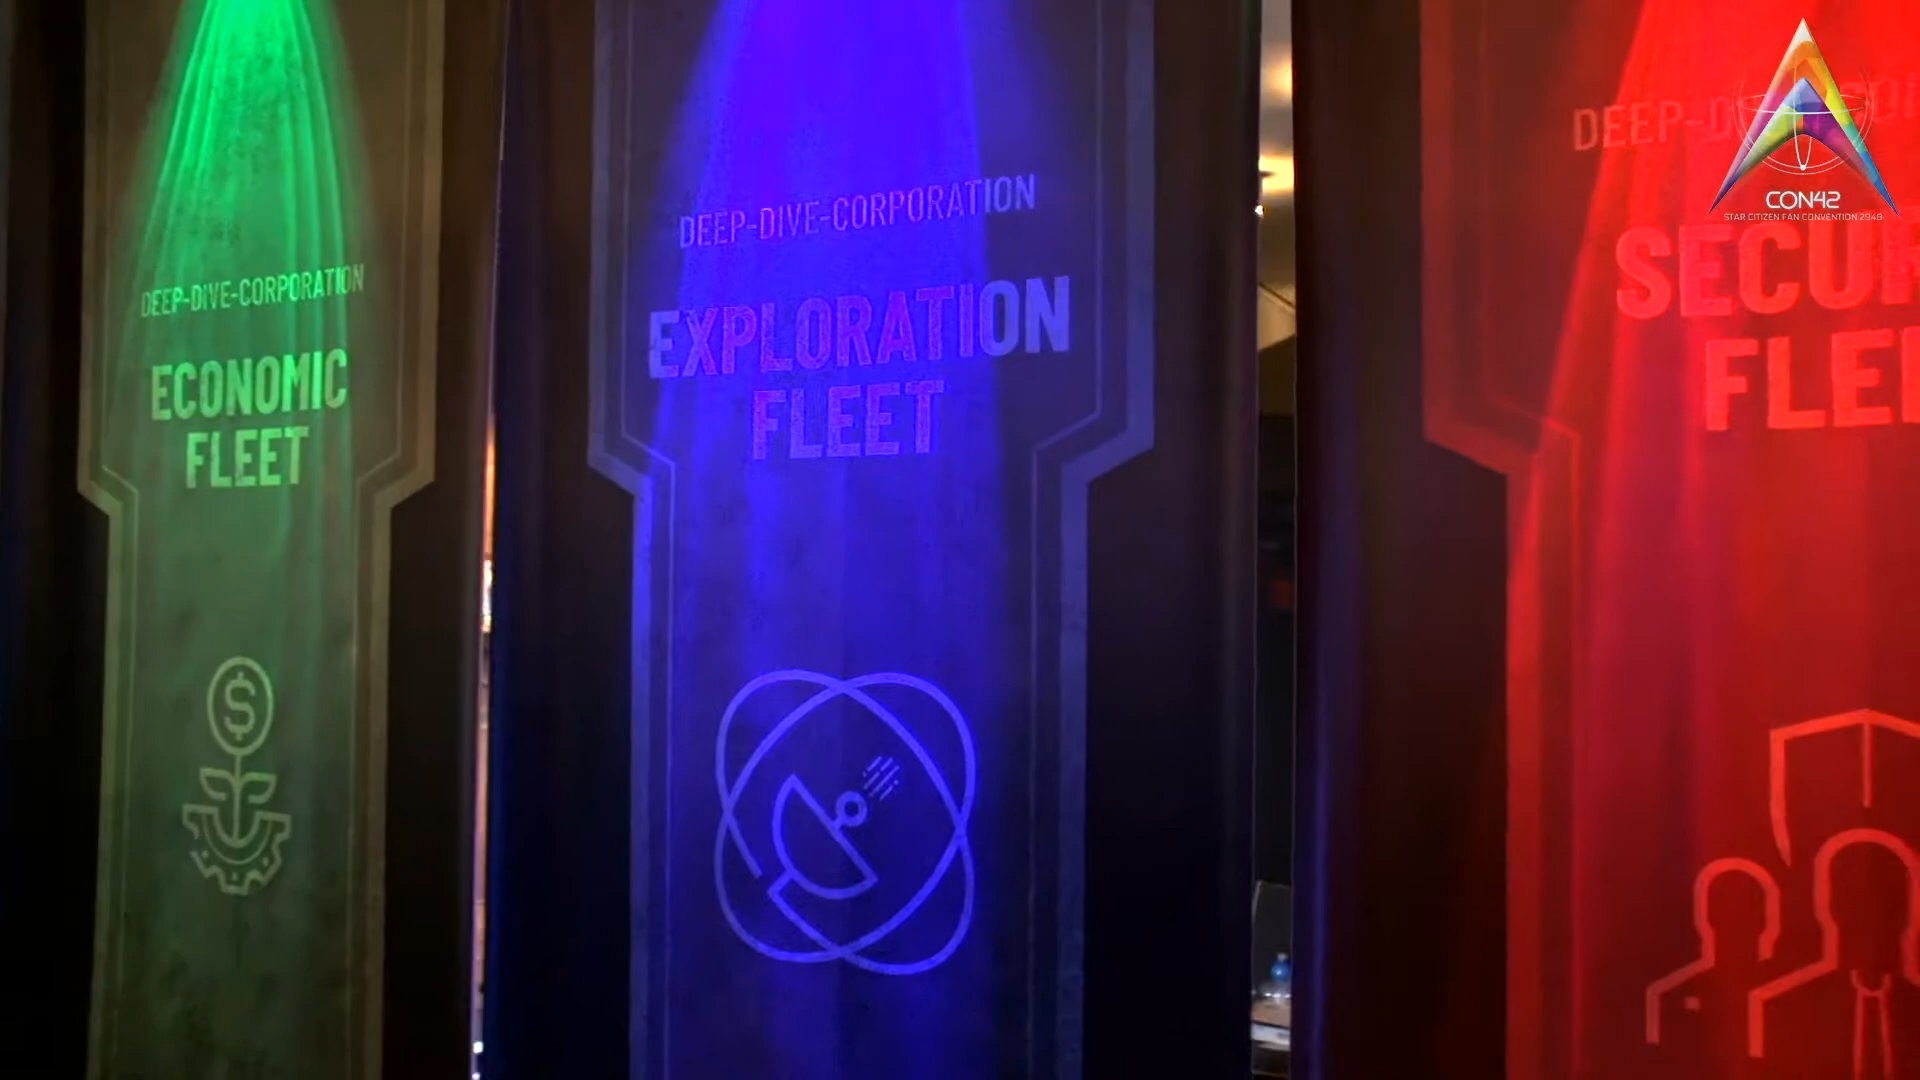 DEEP-DIVE-CORPORATION
ECONOMIC
FLEET
$
DEEP-DIVE-CORPORATION
EXPLORATION
FLEET
CON42
STAR CITIZEN FAN CONVENTION 2948